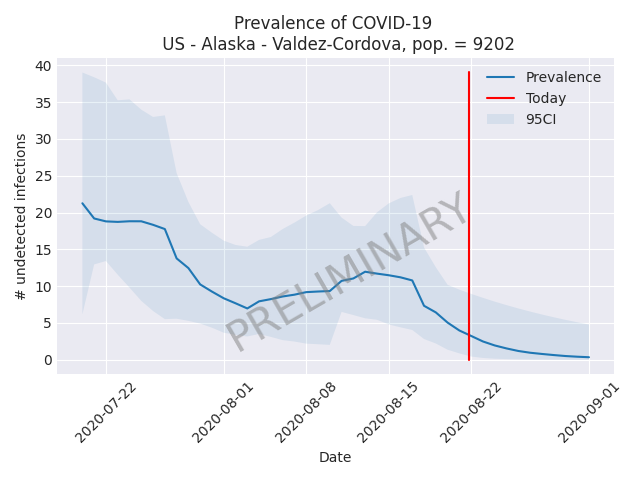 Prevalence of COVID-19
US - Alaska - Valdez-Cordova, pop. = 9202
# undetected infections
40
35
30
25
20
15
10
5
0
Prevalence
Today
95CI
PRELIMINARY
2020-07-22
2020-08-01
2020-08-08
2020-08-15
2020-08-22
2020-09-01
Date